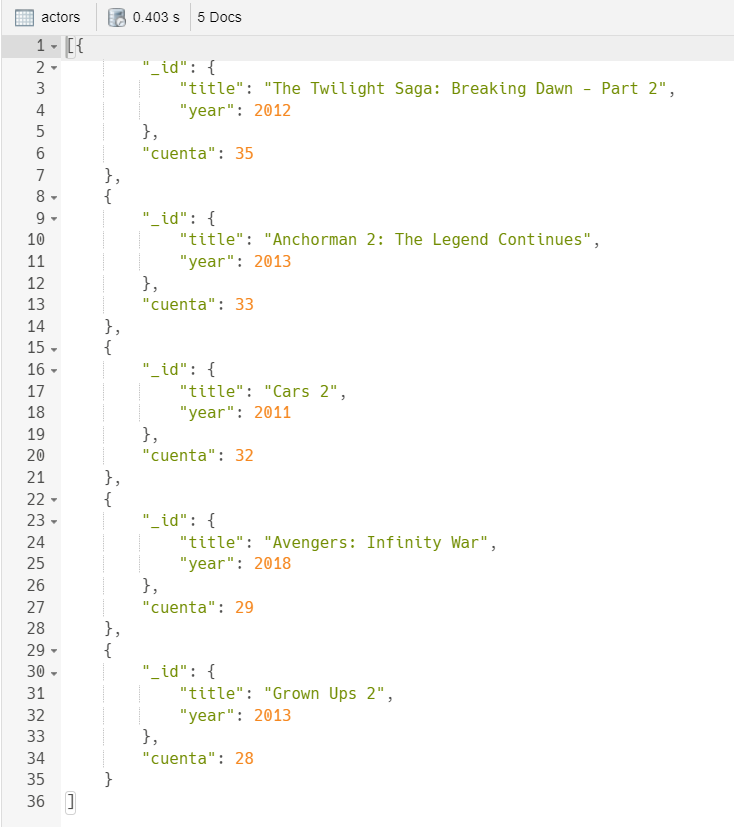 actors 0.403 s 5 Docs
1 [{
2 "_id": {
3 "title": "The Twilight Saga: Breaking Dawn - Part 2",
4 "year": 2012
5 },
6 "cuenta": 35
7 },
8 {
9 "_id": {
10 "title": "Anchorman 2: The Legend Continues",
11 "year": 2013
12 },
13 "cuenta": 33
14 },
15 {
16 "_id": {
17 "title": "Cars 2",
18 "year": 2011
19 },
20 "cuenta": 32
21 },
22 {
23 "_id": {
24 "title": "Avengers: Infinity War",
25 "year": 2018
26 },
27 "cuenta": 29
28 },
29 {
30 "_id": {
31 "title": "Grown Ups 2",
32 "year": 2013
33 },
34 "cuenta": 28
35 }
36 ]